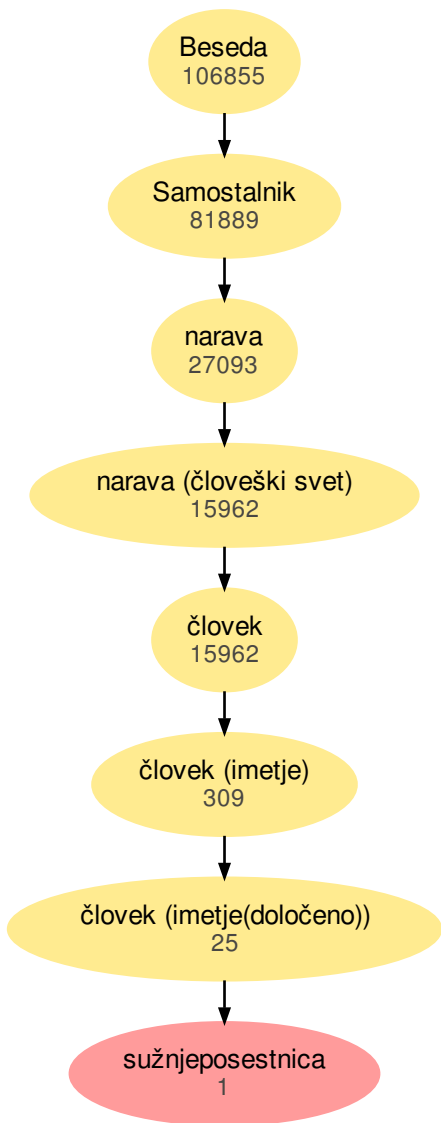 Beseda
106855
Samostalnik
81889
narava
27093
narava (človeški svet)
15962
človek
15962
človek (imetje)
309
človek (imetje(določeno))
25
sužnjeposestnica
1